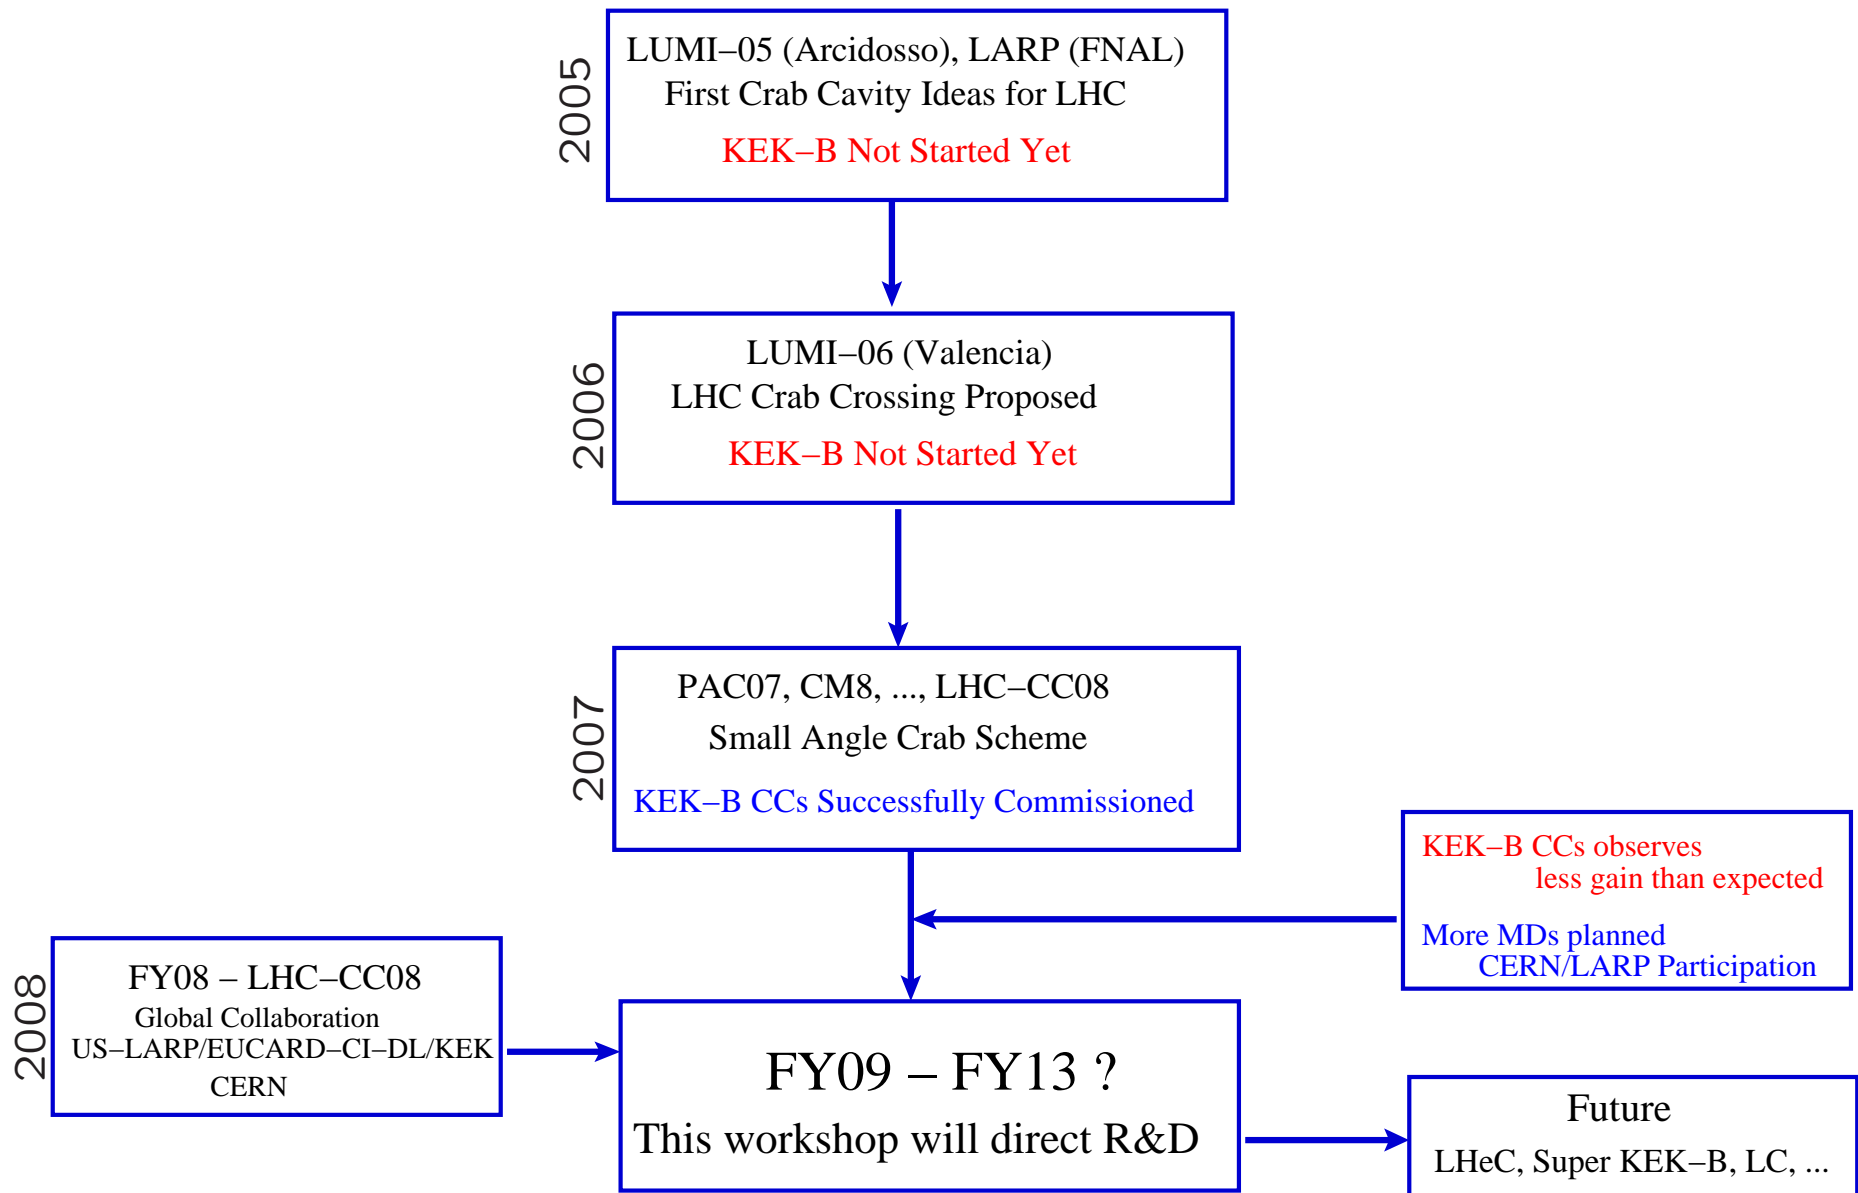 2005
LUMI–05 (Arcidosso), LARP (FNAL)
First Crab Cavity Ideas for LHC
KEK–B Not Started Yet
2006
LUMI–06 (Valencia)
LHC Crab Crossing Proposed
KEK–B Not Started Yet
2007
PAC07, CM8, ..., LHC–CC08
Small Angle Crab Scheme
KEK–B CCs Successfully Commissioned
KEK–B CCs observes
less gain than expected
More MDs planned
CERN/LARP Participation
2008
FY08 – LHC–CC08
Global Collaboration
US–LARP/EUCARD–CI–DL/KEK
CERN
FY09 – FY13 ?
This workshop will direct R&D
Future
LHeC, Super KEK–B, LC, ...